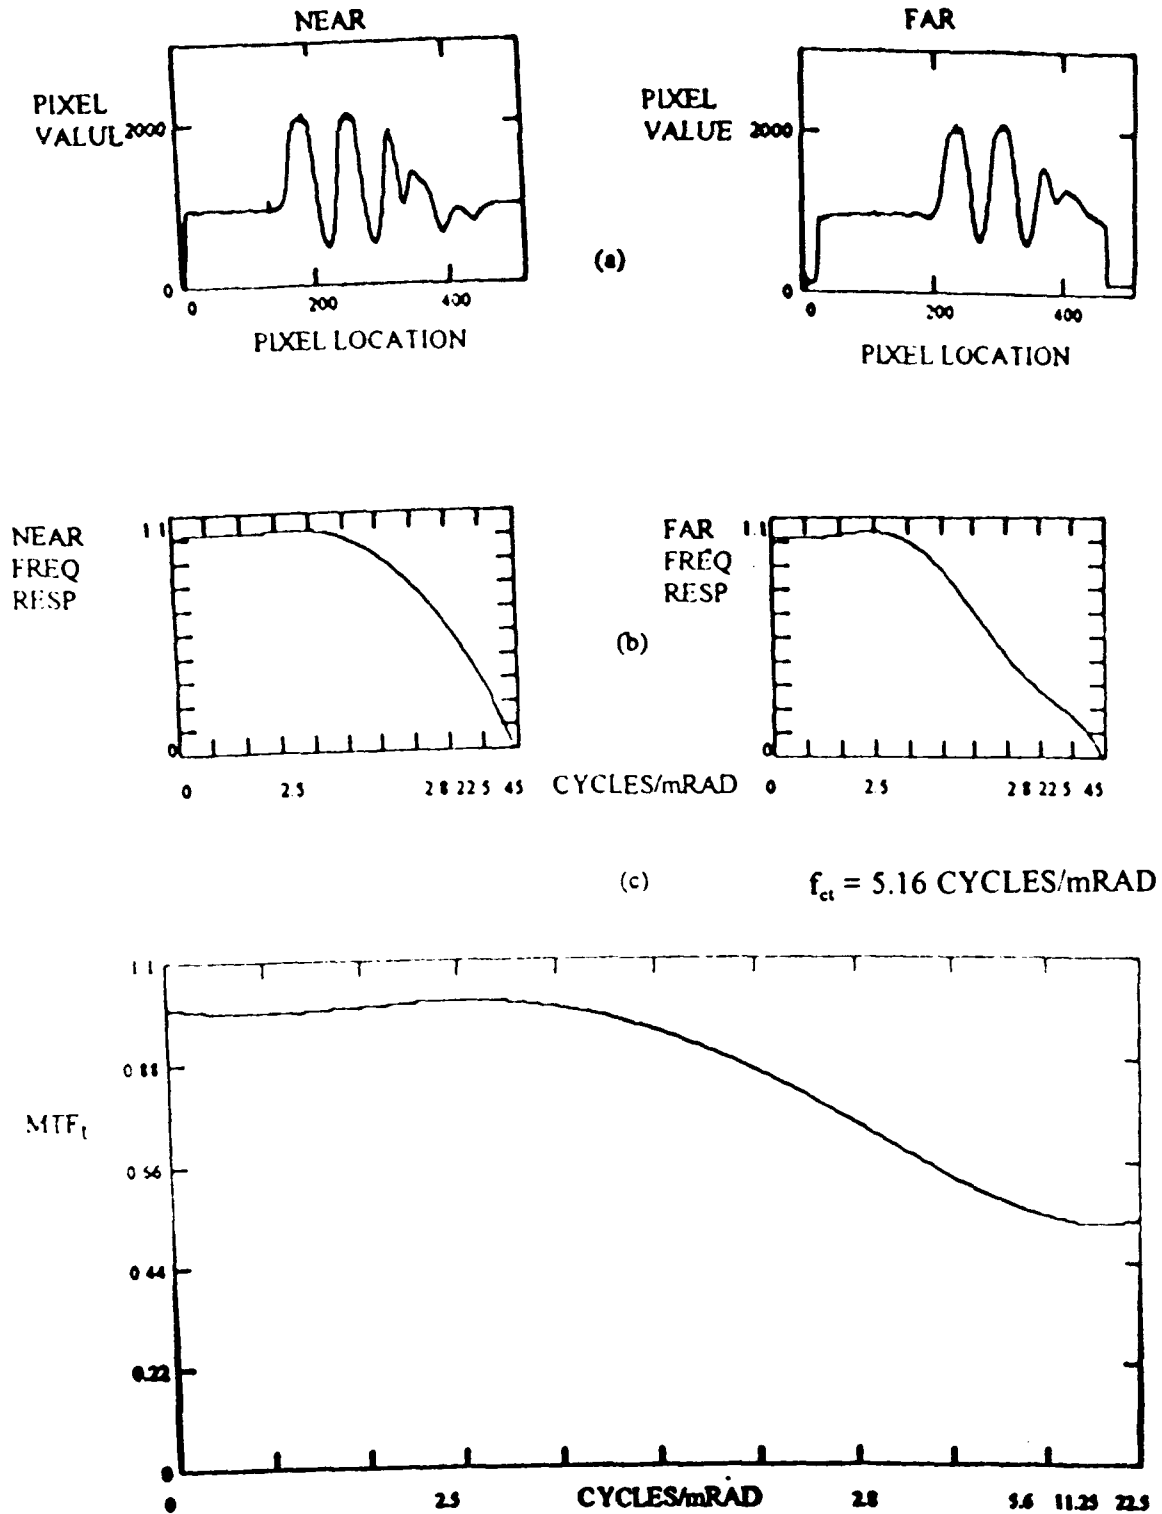 NEAR
FAR
PIXEL
VALUE 2000
0
0 200 400
PIXEL LOCATION
(a)
PIXEL
VALUE 2000
0
0 200 400
PIXEL LOCATION
NEAR
FREQ
RESP
1 1
0
0 2.5 2 8 22 5 45
CYCLES/mRAD
(b)
FAR
FREQ
RESP
1.1
0
0 2 5 2 8 22 5 45
(c)
f_ct = 5.16 CYCLES/mRAD
1 1
0 88
MTF_t
0 56
0 44
0.22
0
0 2.5 CYCLES/mRAD 2.8 5.6 11.25 22.5